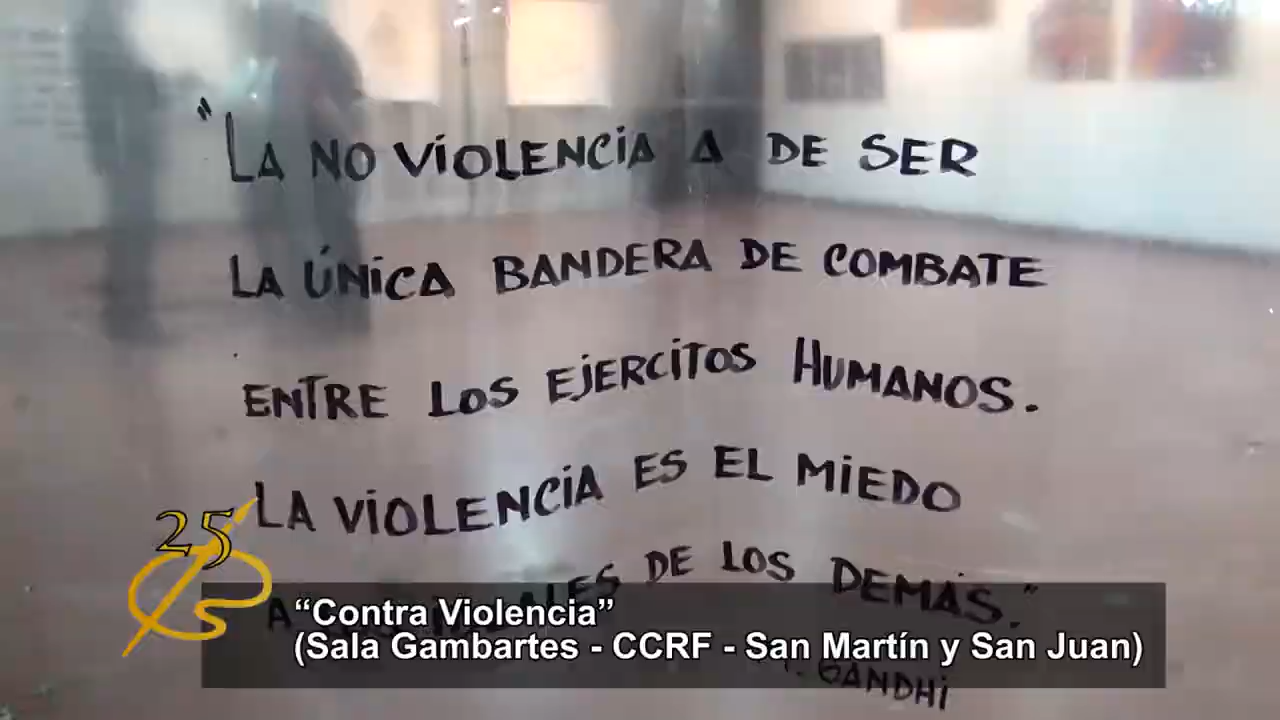 "LA NO VIOLENCIA A DE SER
LA ÚNICA BANDERA DE COMBATE
ENTRE LOS EJERCITOS HUMANOS.
LA VIOLENCIA ES EL MIEDO
DE LOS DEMÁS."
GANDHI
25
“Contra Violencia”
(Sala Gambartes - CCRF - San Martín y San Juan)